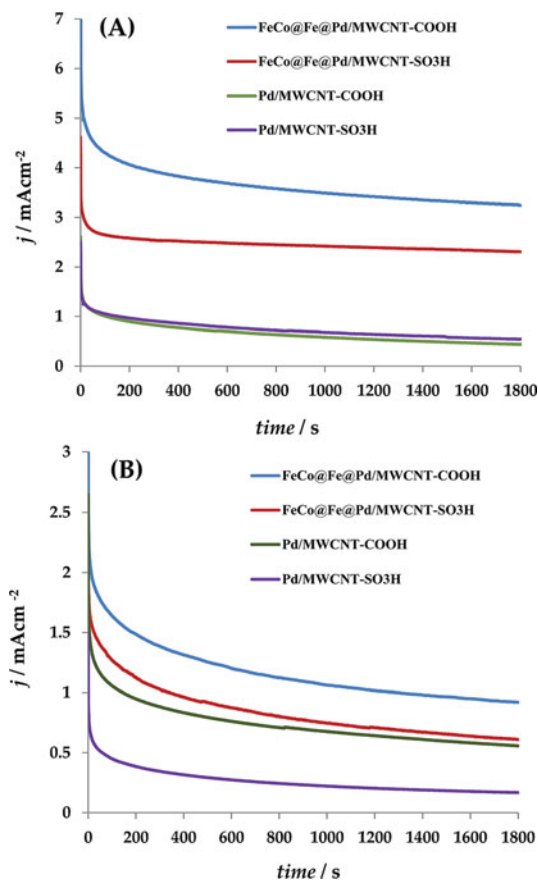 (A)
FeCo@Fe@Pd/MWCNT-COOH
FeCo@Fe@Pd/MWCNT-SO3H
Pd/MWCNT-COOH
Pd/MWCNT-SO3H
7
6
5
4
3
2
1
0
j / mAcm-2
0 200 400 600 800 1000 1200 1400 1600 1800
time / s
(B)
FeCo@Fe@Pd/MWCNT-COOH
FeCo@Fe@Pd/MWCNT-SO3H
Pd/MWCNT-COOH
Pd/MWCNT-SO3H
3
2.5
2
1.5
1
0.5
0
j / mAcm-2
0 200 400 600 800 1000 1200 1400 1600 1800
time / s